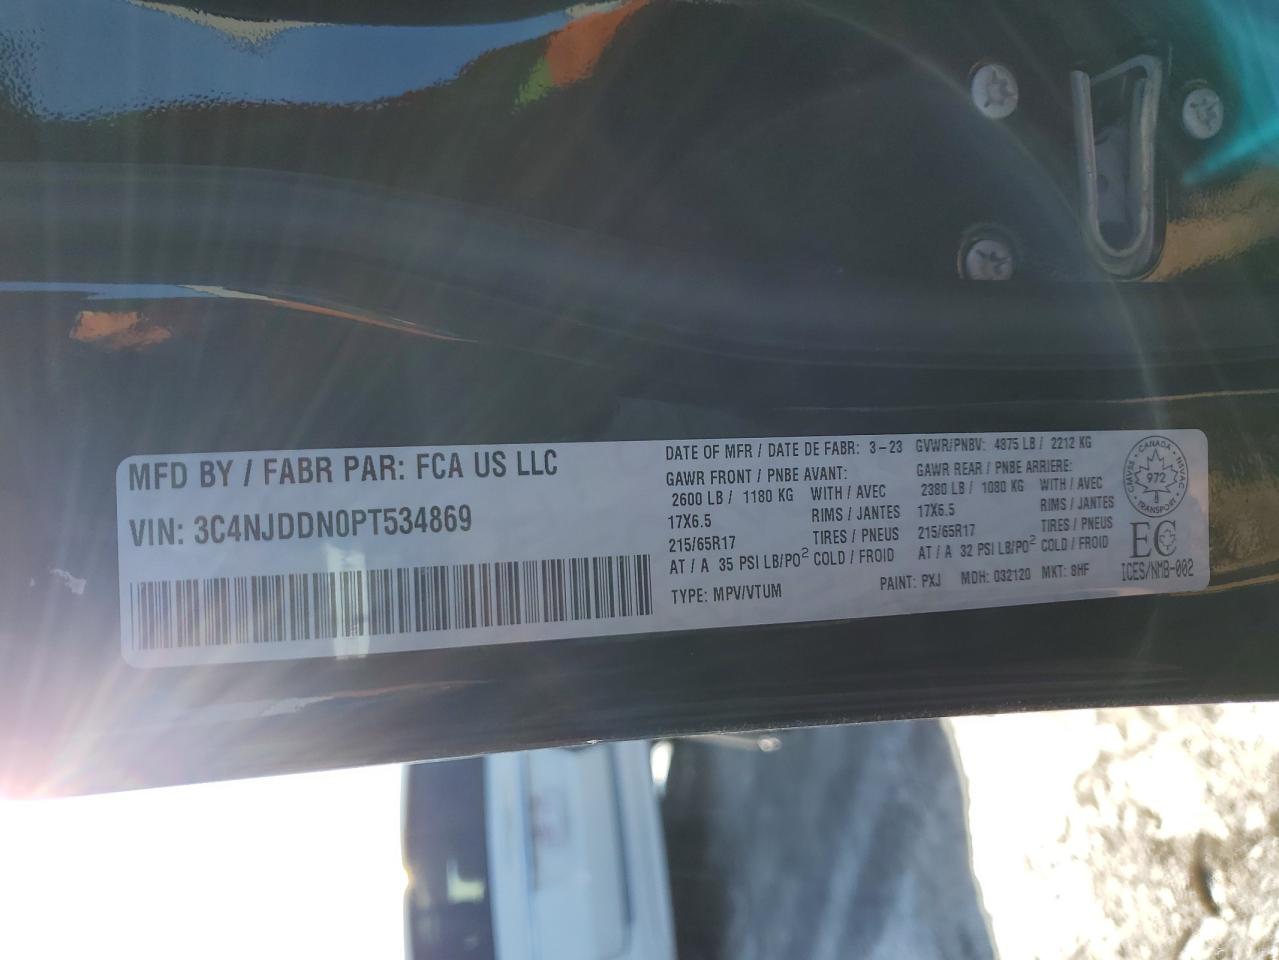 MFD BY / FABR PAR: FCA US LLC
VIN: 3C4NJDDN0PT534869
DATE OF MFR / DATE DE FABR: 3-23 GVWR/PNBV: 4875 LB / 2212 KG
GAWR FRONT / PNBE AVANT: GAWR REAR / PNBE ARRIERE:
2600 LB / 1180 KG WITH / AVEC 2380 LB / 1080 KG WITH / AVEC
17X6.5 RIMS / JANTES 17X6.5 RIMS / JANTES
215/65R17 TIRES / PNEUS 215/65R17 TIRES / PNEUS
AT / A 35 PSI LB/PO² COLD / FROID AT / A 32 PSI LB/PO² COLD / FROID
TYPE: MPV/VTUM PAINT: PXJ MDH: 032120 MKT: 8HF
CANADA
CMVSS NSVAC
972
TRANSPORT
EC
ICES/NMB-002